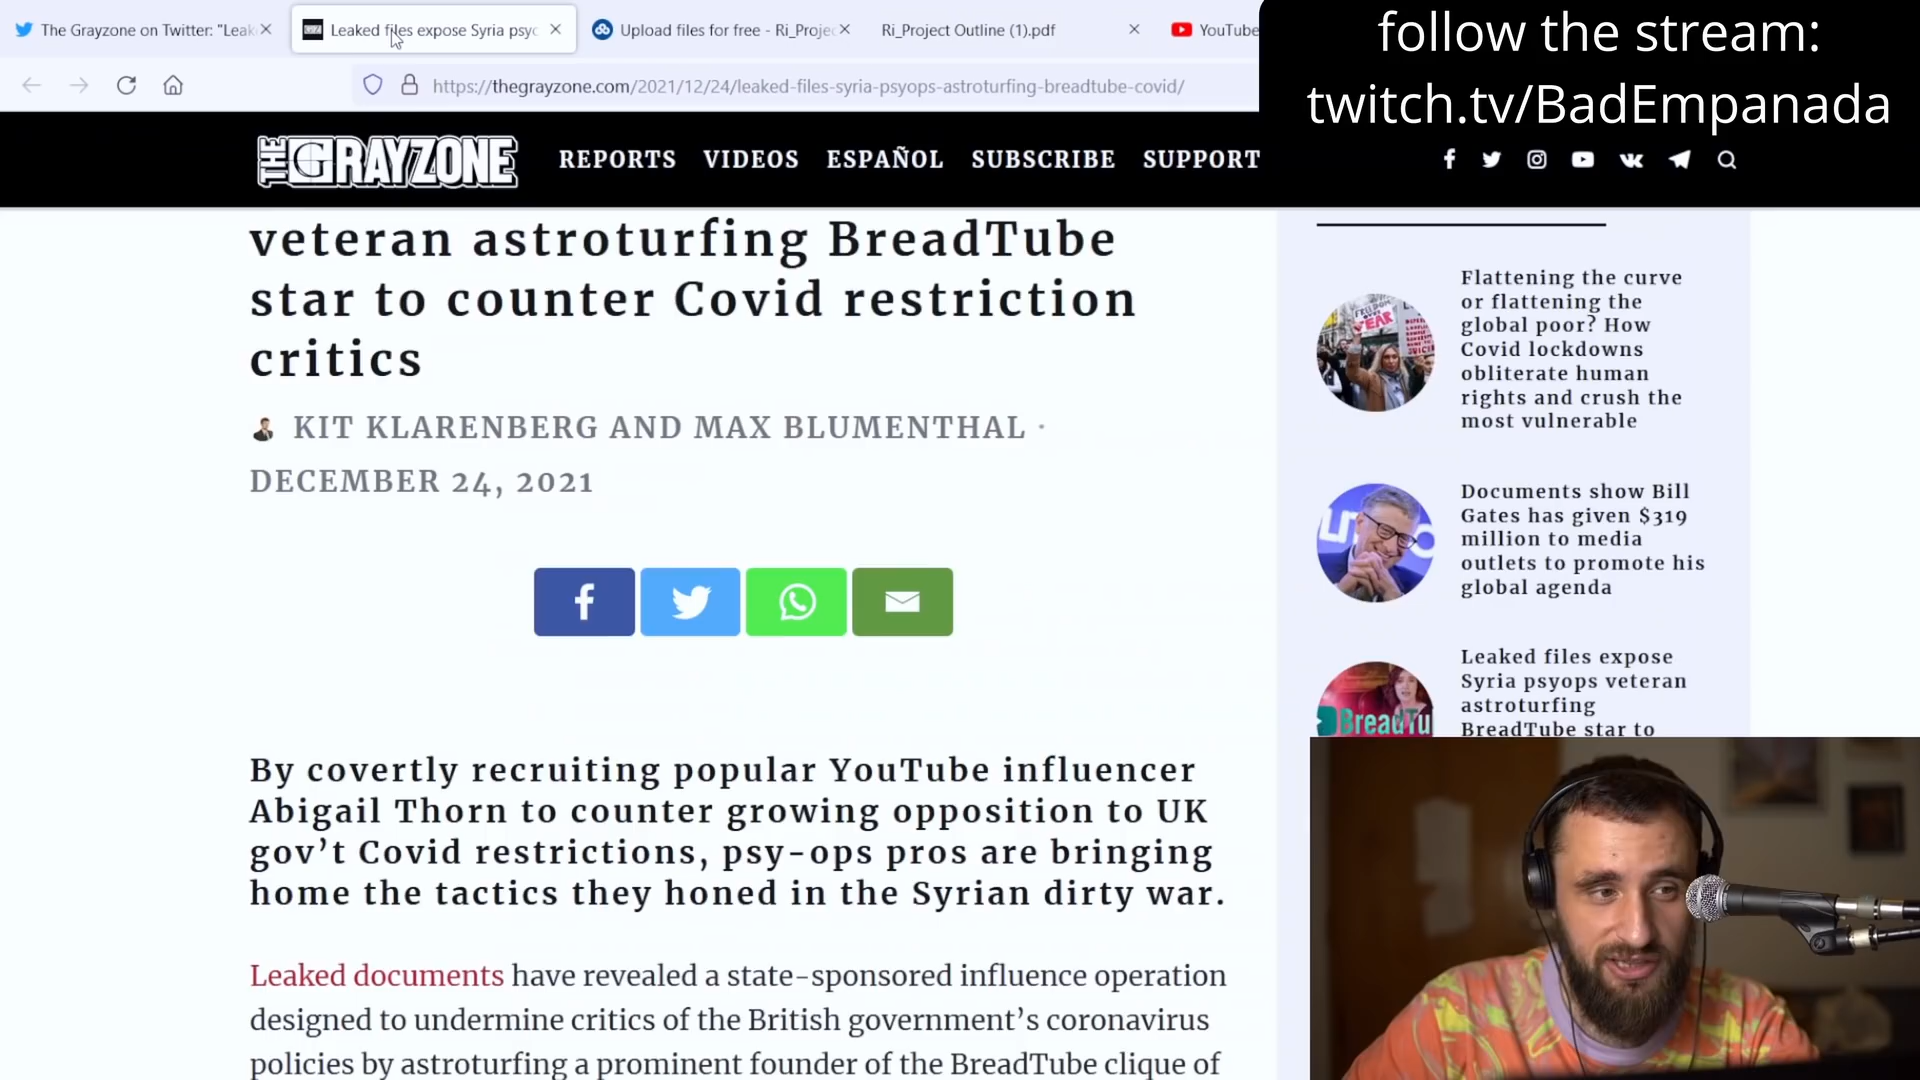 The Grayzone on Twitter: "Leak
Leaked files expose Syria psyc
Upload files for free - Ri_Projec
Ri_Project Outline (1).pdf
YouTube
follow the stream:
twitch.tv/BadEmpanada
https://thegrayzone.com/2021/12/24/leaked-files-syria-psyops-astroturfing-breadtube-covid/
THE GRAYZONE
REPORTS VIDEOS ESPAÑOL SUBSCRIBE SUPPORT
veteran astroturfing BreadTube
star to counter Covid restriction
critics
KIT KLARENBERG AND MAX BLUMENTHAL ·
DECEMBER 24, 2021
By covertly recruiting popular YouTube influencer
Abigail Thorn to counter growing opposition to UK
gov't Covid restrictions, psy-ops pros are bringing
home the tactics they honed in the Syrian dirty war.
Leaked documents have revealed a state-sponsored influence operation
designed to undermine critics of the British government's coronavirus
policies by astroturfing a prominent founder of the BreadTube clique of
Flattening the curve
or flattening the
global poor? How
Covid lockdowns
obliterate human
rights and crush the
most vulnerable
Documents show Bill
Gates has given $319
million to media
outlets to promote his
global agenda
Leaked files expose
Syria psyops veteran
astroturfing
BreadTube star to
BreadTu